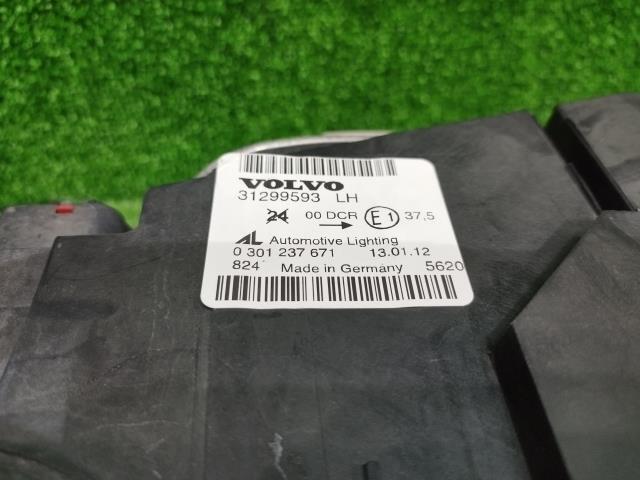 VOLVO
31299593 LH
24 00 DCR E1 37,5
AL Automotive Lighting
0 301 237 671 13.01.12
824 Made in Germany 5620